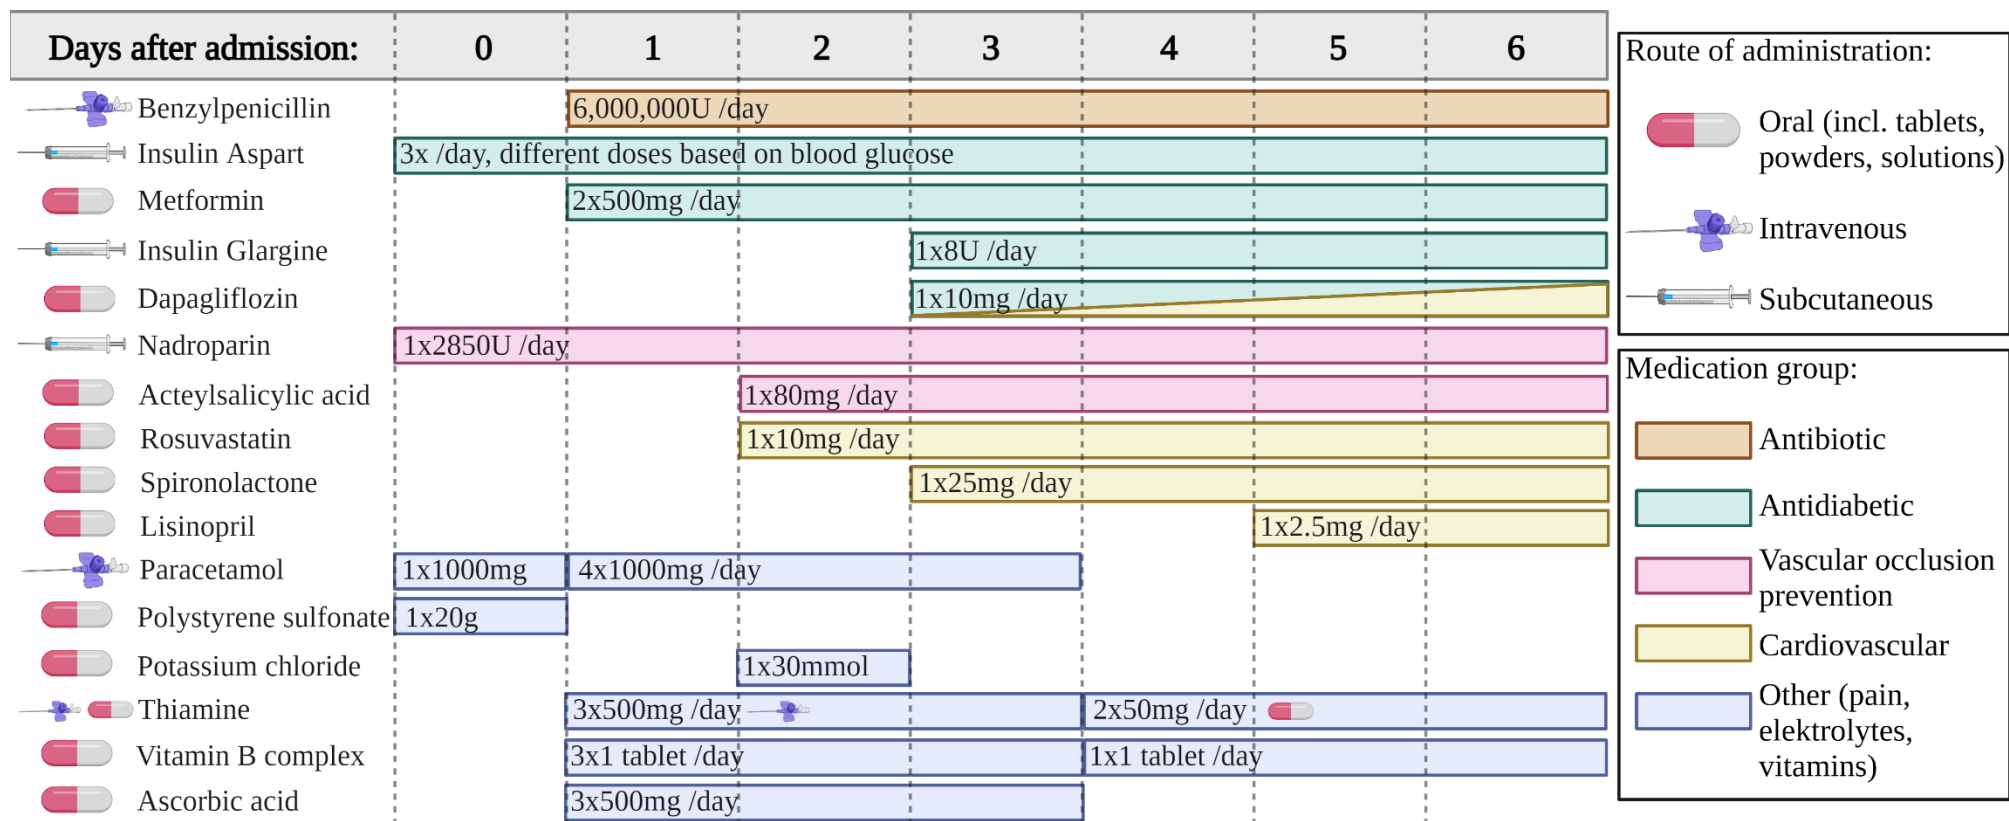 Days after admission: 0 1 2 3 4 5 6
Benzylpenicillin 6,000,000U /day
Insulin Aspart 3x /day, different doses based on blood glucose
Metformin 2x500mg /day
Insulin Glargine 1x8U /day
Dapagliflozin 1x10mg /day
Nadroparin 1x2850U /day
Acteylsalicylic acid 1x80mg /day
Rosuvastatin 1x10mg /day
Spironolactone 1x25mg /day
Lisinopril 1x2.5mg /day
Paracetamol 1x1000mg 4x1000mg /day
Polystyrene sulfonate 1x20g
Potassium chloride 1x30mmol
Thiamine 3x500mg /day 2x50mg /day
Vitamin B complex 3x1 tablet /day 1x1 tablet /day
Ascorbic acid 3x500mg /day
Route of administration:
Oral (incl. tablets,
powders, solutions)
Intravenous
Subcutaneous
Medication group:
Antibiotic
Antidiabetic
Vascular occlusion
prevention
Cardiovascular
Other (pain,
elektrolytes,
vitamins)